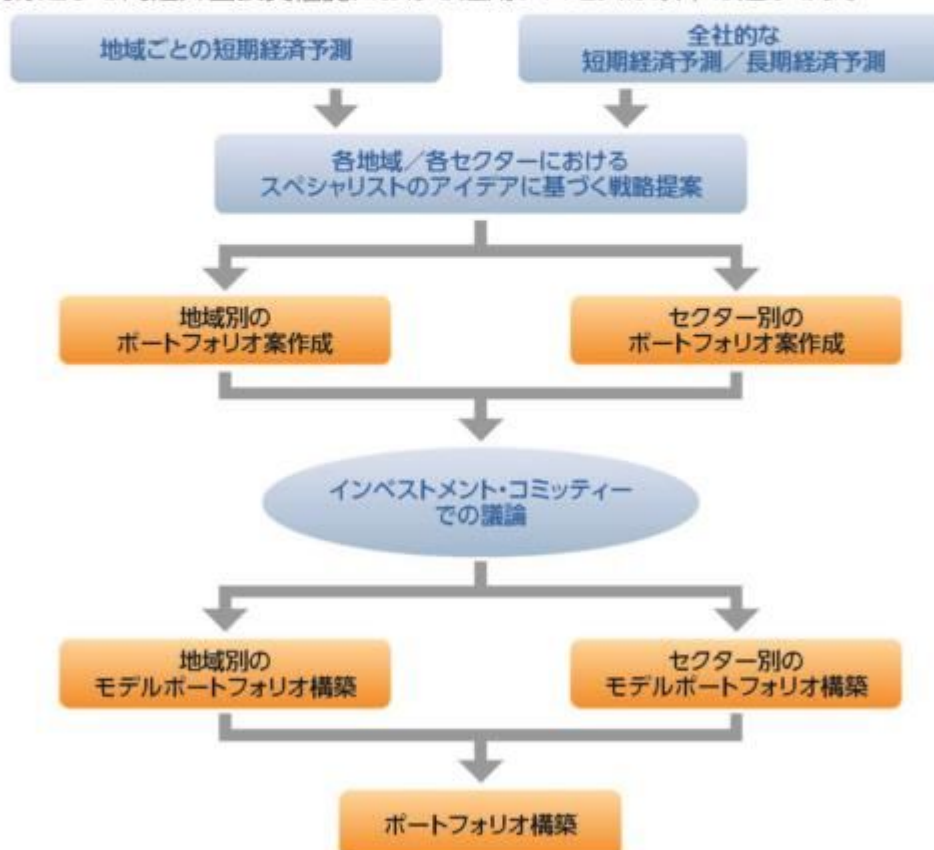 地域ごとの短期経済予測
全社的な
短期経済予測／長期経済予測
各地域／各セクターにおける
スペシャリストのアイデアに基づく戦略提案
地域別の
ポートフォリオ案作成
セクター別の
ポートフォリオ案作成
インベストメント・コミッティー
での議論
地域別の
モデルポートフォリオ構築
セクター別の
モデルポートフォリオ構築
ポートフォリオ構築